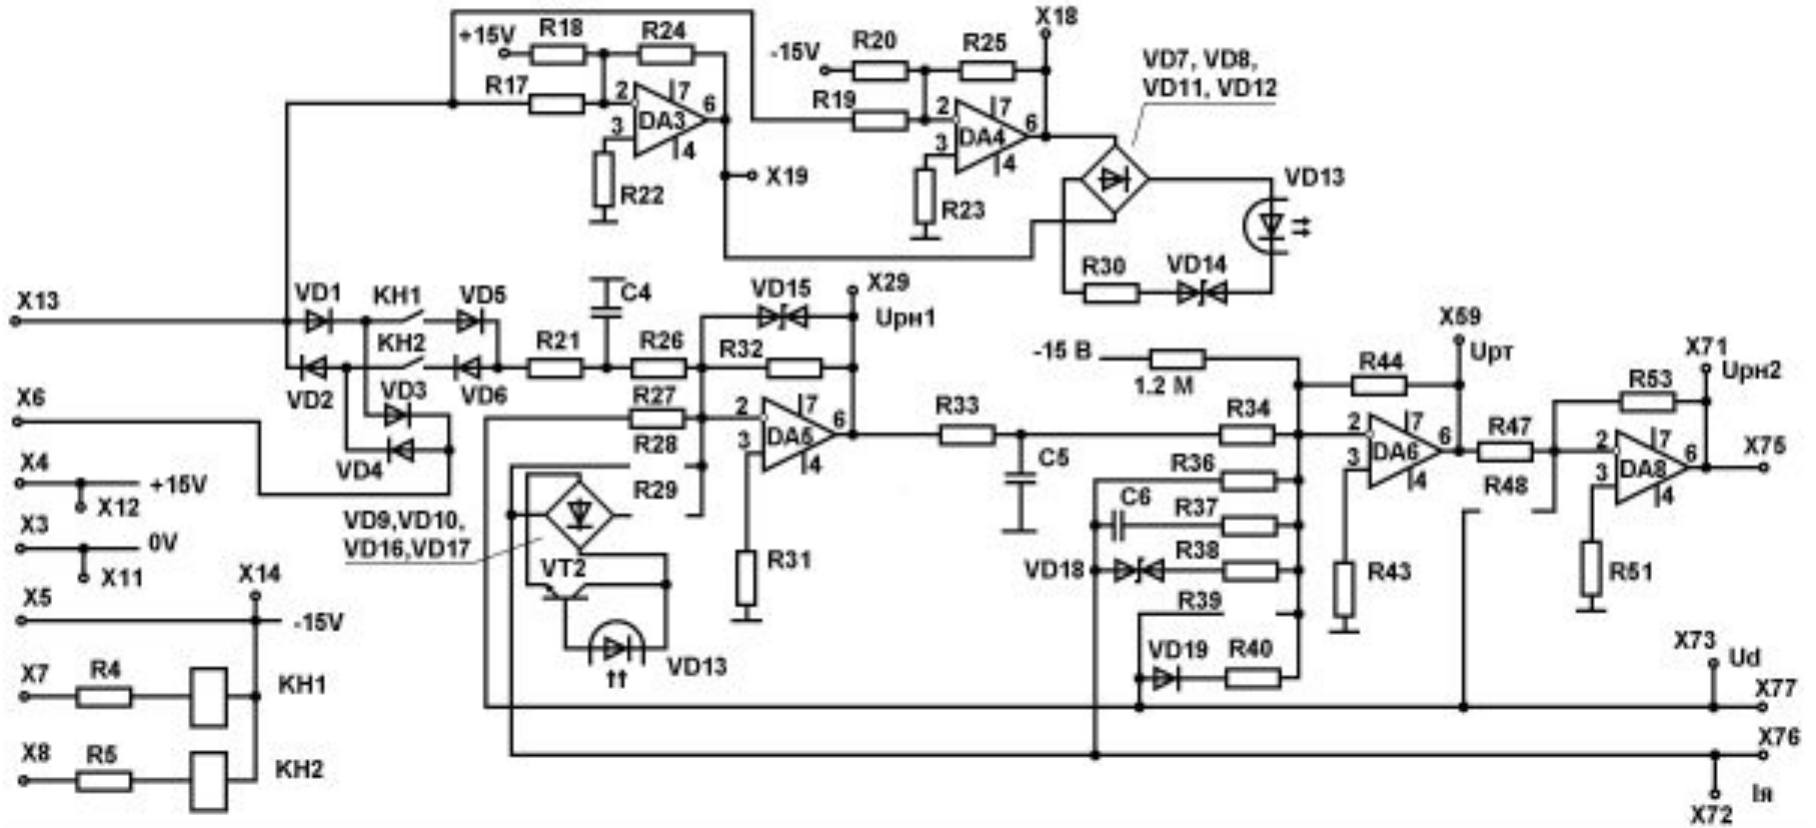 X18
R18
R24
+15V
R20
R25
-15V
VD7, VD8,
VD11, VD12
R17
2
7
6
DA3
3
4
R19
2
7
6
DA4
3
4
X19
R22
R23
VD13
R30
VD14
X13
VD1
KH1
VD5
C4
VD15
X29
Uрн1
KH2
R21
R26
R32
-15 В
1.2 М
X59
Uрт
R44
X71
Uрн2
R53
X6
VD2
VD3
VD6
R27
2
7
6
DA5
3
4
R28
R33
R34
2
7
6
DA6
3
4
R47
2
7
6
DA8
3
4
X75
VD4
C5
R36
X4
+15V
X12
R29
C6
R37
R48
X3
0V
X11
VD9,VD10,
VD16,VD17
VT2
R31
VD18
R38
R43
R51
X14
X5
-15V
R39
VD13
VD19
R40
X73
Ud
X7
R4
KH1
X77
X8
R5
KH2
X76
X72
Iя